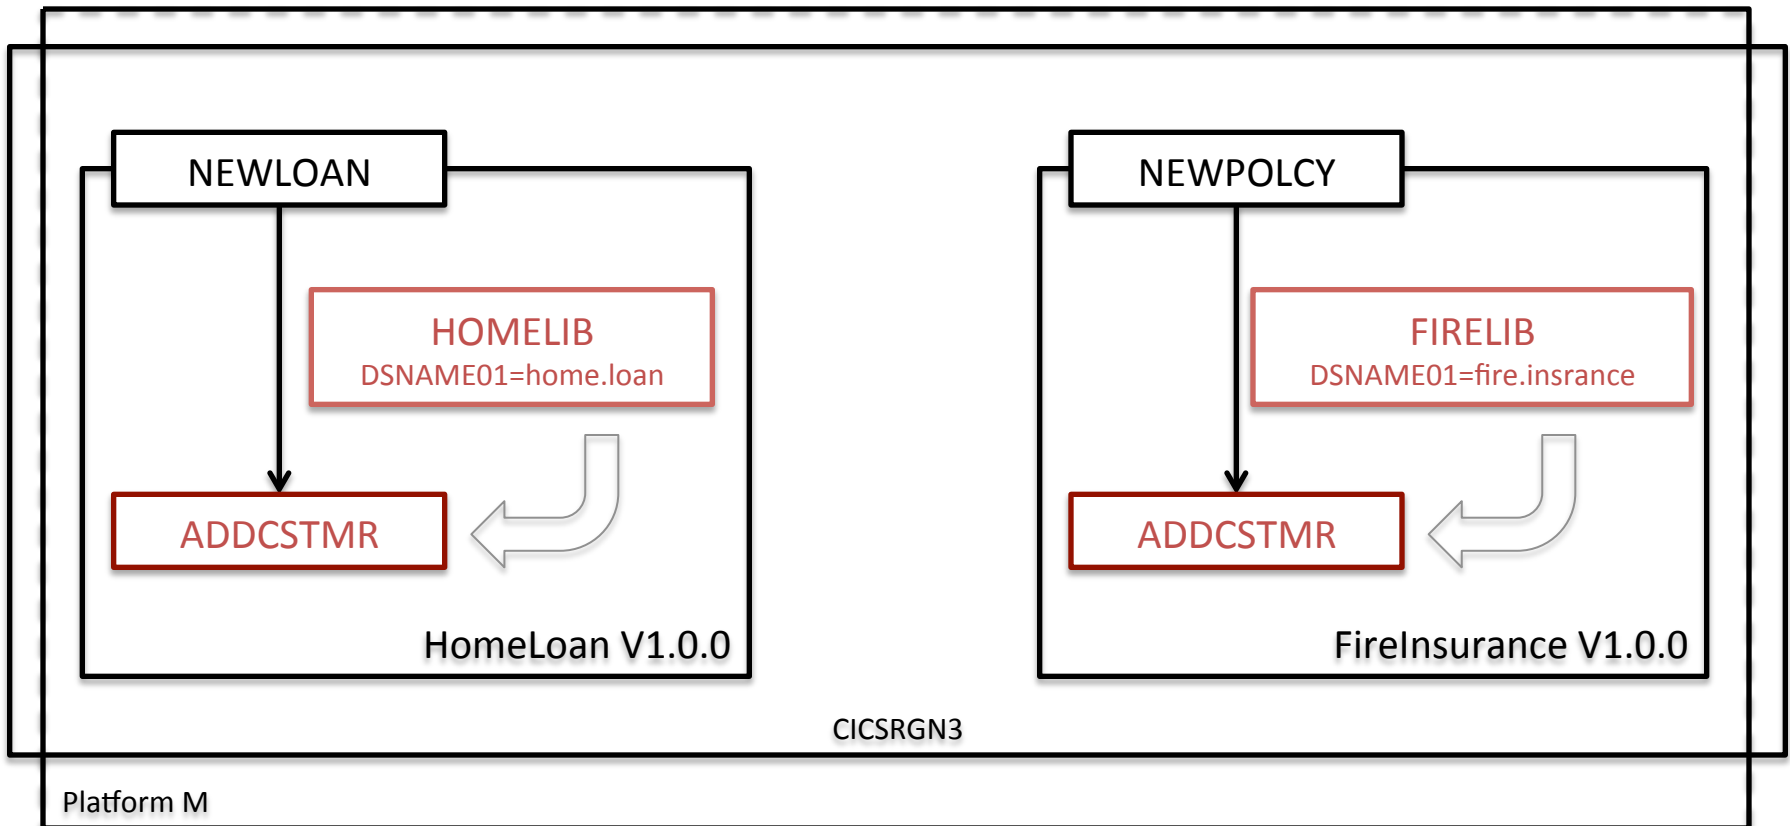 NEWLOAN
HOMELIB
DSNAME01=home.loan
ADDCSTMR
HomeLoan V1.0.0
NEWPOLCY
FIRELIB
DSNAME01=fire.insrance
ADDCSTMR
FireInsurance V1.0.0
CICSRGN3
Platform M